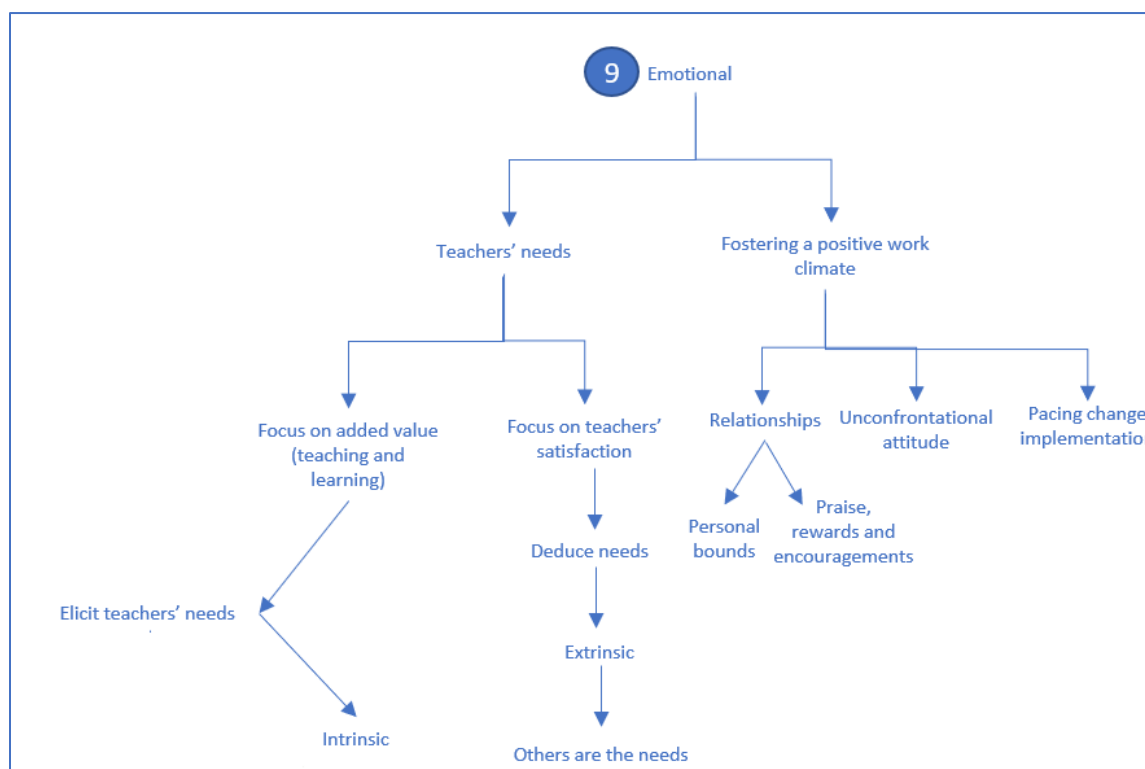 9 Emotional
Teachers’ needs
Fostering a positive work
climate
Focus on added value
(teaching and
learning)
Focus on teachers’
satisfaction
Relationships
Unconfrontational
attitude
Pacing change
implementation
Personal
bounds
Praise,
rewards and
encouragements
Deduce needs
Elicit teachers’ needs
Extrinsic
Intrinsic
Others are the needs